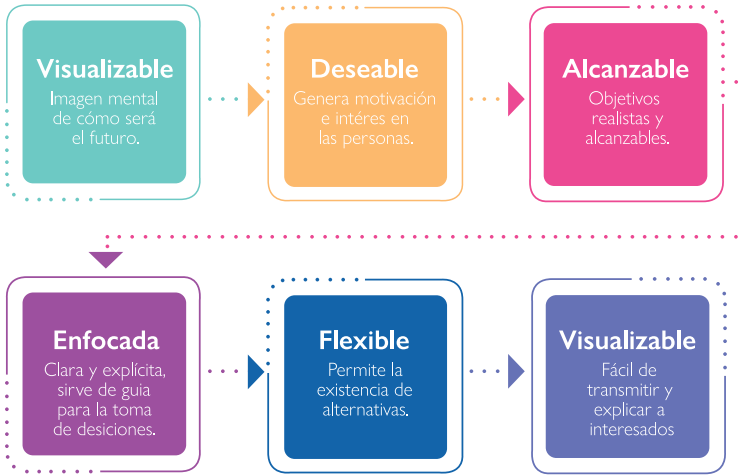 Visualizable
Imagen mental
de cómo será
el futuro.
Deseable
Genera motivación
e intéres en
las personas.
Alcanzable
Objetivos
realistas y
alcanzables.
Enfocada
Clara y explícita,
sirve de guia
para la toma
de desiciones.
Flexible
Permite la
existencia de
alternativas.
Visualizable
Fácil de
transmitir y
explicar a
interesados